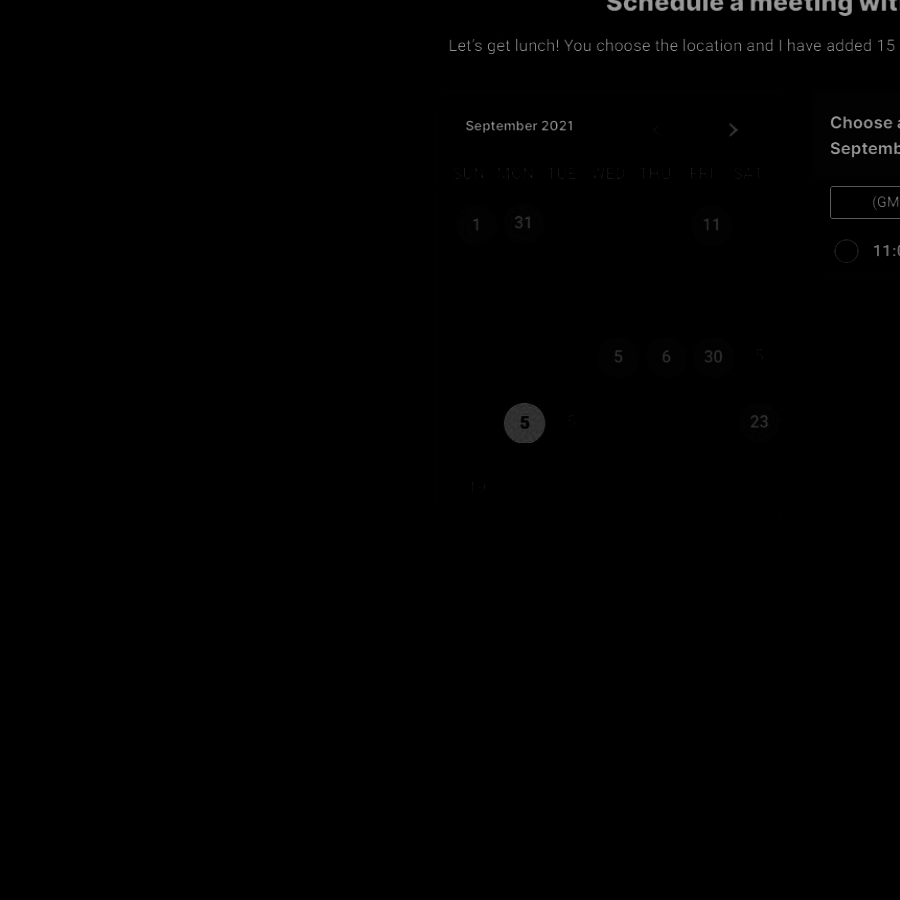 Schedule a meeting wit
Let's get lunch! You choose the location and I have added 15
September 2021
SUN MON TUE WED THU FRI SAT
1 31 11
5 6 30 5
5 5 23
Choose a
Septemb
(GM
11:0